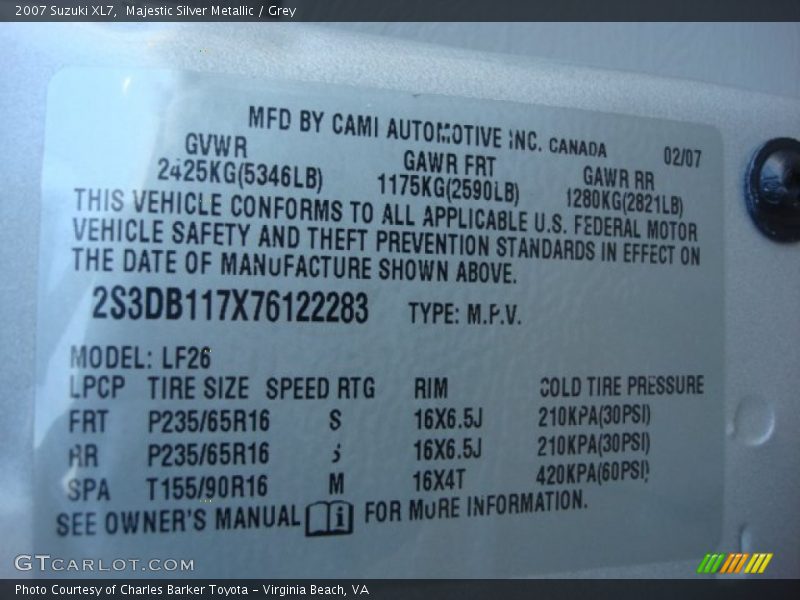 2007 Suzuki XL7,  Majestic Silver Metallic / Grey
MFD BY CAMI AUTOMOTIVE INC. CANADA 02/07
GVWR GAWR FRT GAWR RR
2425KG(5346LB) 1175KG(2590LB) 1280KG(2821LB)
THIS VEHICLE CONFORMS TO ALL APPLICABLE U.S. FEDERAL MOTOR
VEHICLE SAFETY AND THEFT PREVENTION STANDARDS IN EFFECT ON
THE DATE OF MANUFACTURE SHOWN ABOVE.
2S3DB117X76122283 TYPE: M.P.V.
MODEL: LF26
LPCP TIRE SIZE SPEED RTG RIM COLD TIRE PRESSURE
FRT P235/65R16 S 16X6.5J 210KPA(30PSI)
RR P235/65R16 S 16X6.5J 210KPA(30PSI)
SPA T155/90R16 M 16X4T 420KPA(60PSI)
SEE OWNER'S MANUAL i FOR MORE INFORMATION.
GTCARLOT.COM
Photo Courtesy of Charles Barker Toyota – Virginia Beach, VA